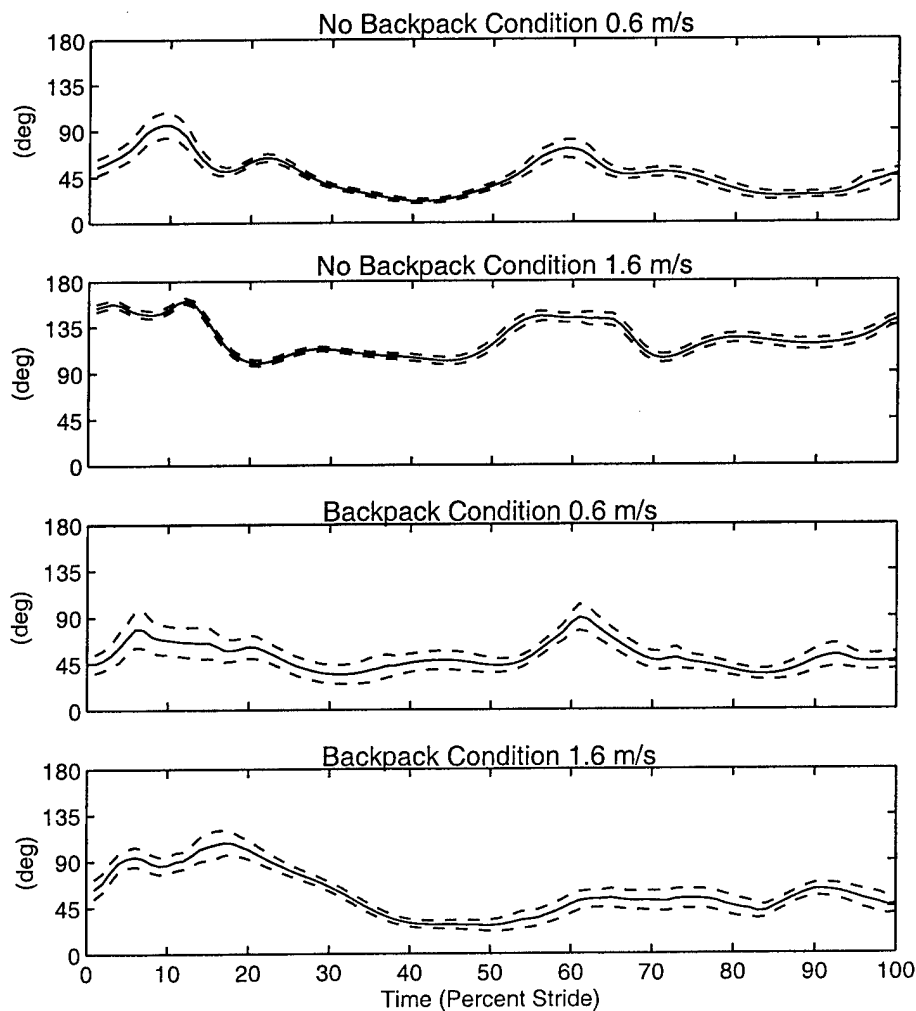 No Backpack Condition 0.6 m/s
180
135
90
45
0
(deg)
No Backpack Condition 1.6 m/s
180
135
90
45
0
(deg)
Backpack Condition 0.6 m/s
180
135
90
45
0
(deg)
Backpack Condition 1.6 m/s
180
135
90
45
0
(deg)
0 10 20 30 40 50 60 70 80 90 100
Time (Percent Stride)